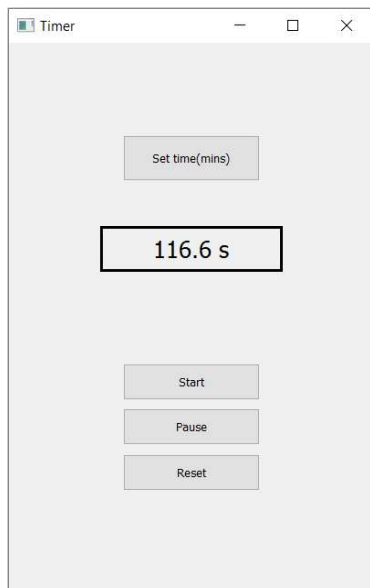 Timer
Set time(mins)
116.6 s
Start
Pause
Reset